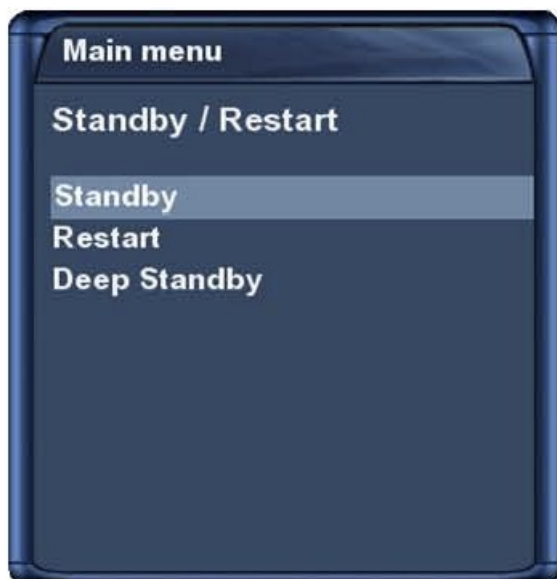 Main menu
Standby / Restart
Standby
Restart
Deep Standby